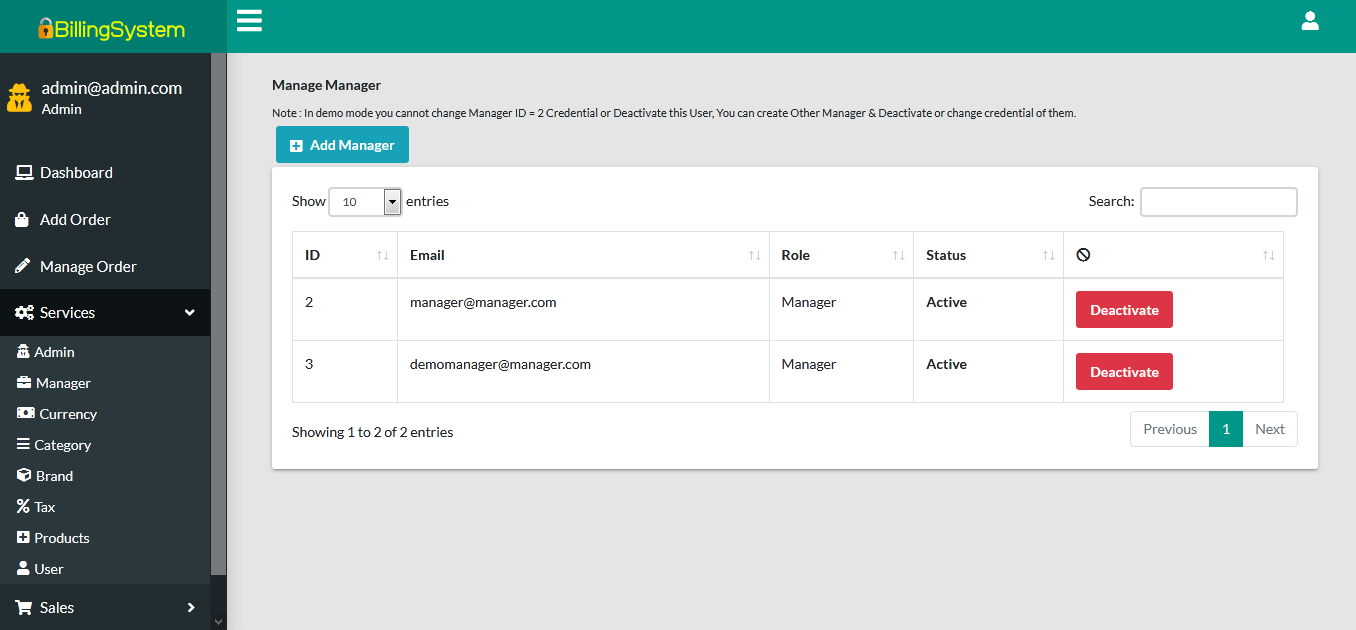 BillingSystem
admin@admin.com
Admin
Dashboard
Add Order
Manage Order
Services
Admin
Manager
Currency
Category
Brand
Tax
Products
User
Sales
Manage Manager
Note : In demo mode you cannot change Manager ID = 2 Credential or Deactivate this User, You can create Other Manager & Deactivate or change credential of them.
Add Manager
Show 10 entries
Search:
ID Email Role Status
2 manager@manager.com Manager Active Deactivate
3 demomanager@manager.com Manager Active Deactivate
Showing 1 to 2 of 2 entries
Previous 1 Next